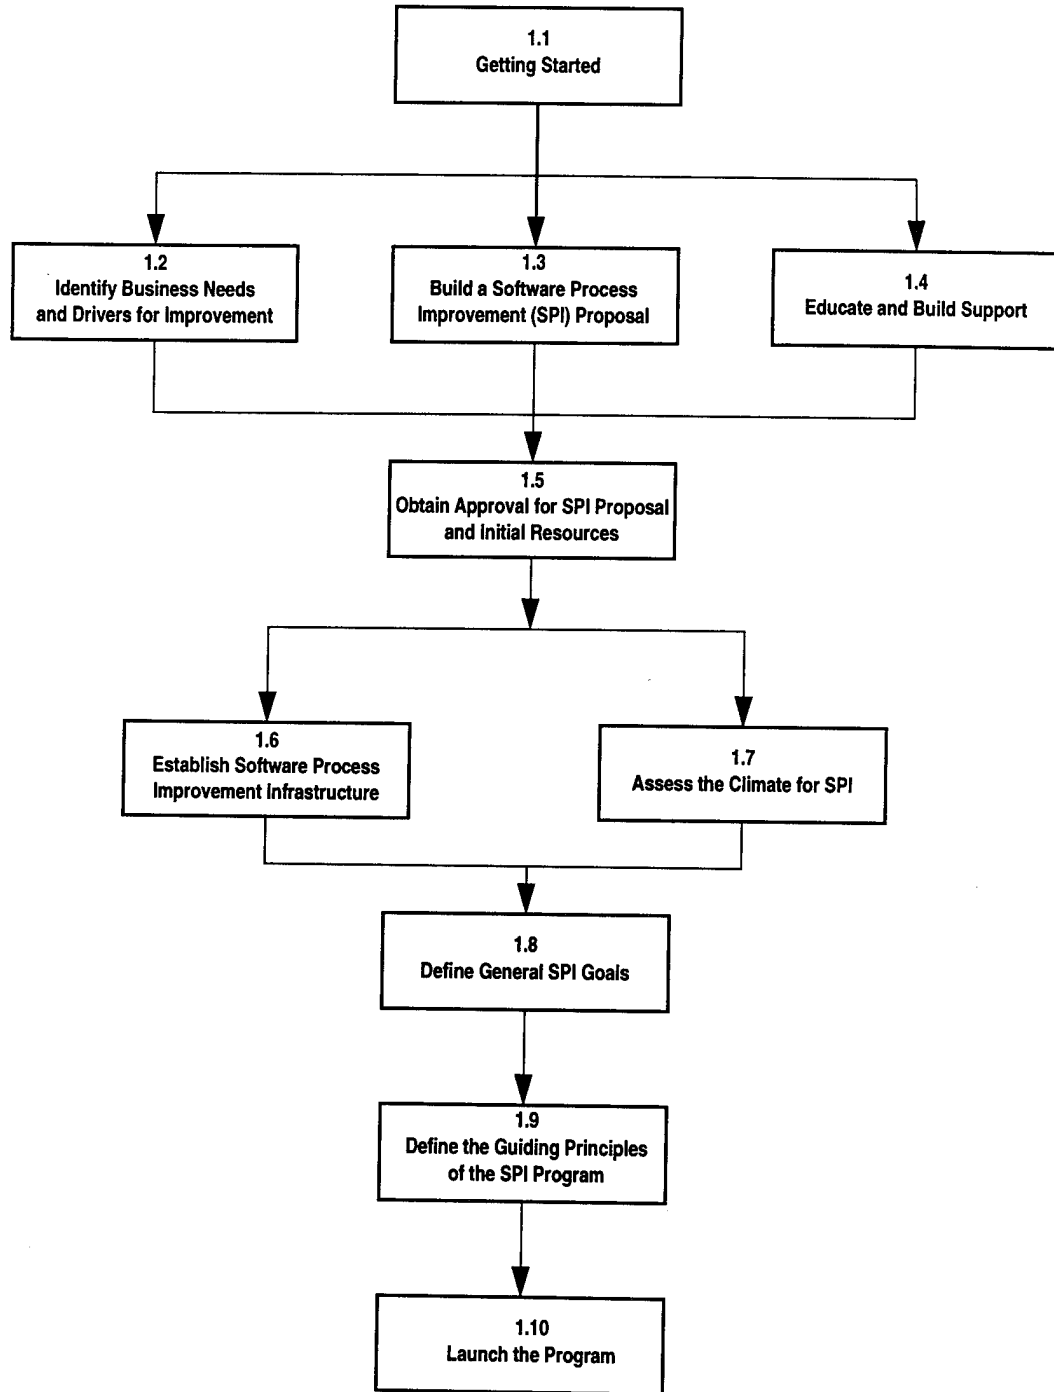 1.1
Getting Started
1.2
Identify Business Needs
and Drivers for Improvement
1.3
Build a Software Process
Improvement (SPI) Proposal
1.4
Educate and Build Support
1.5
Obtain Approval for SPI Proposal
and Initial Resources
1.6
Establish Software Process
Improvement Infrastructure
1.7
Assess the Climate for SPI
1.8
Define General SPI Goals
1.9
Define the Guiding Principles
of the SPI Program
1.10
Launch the Program